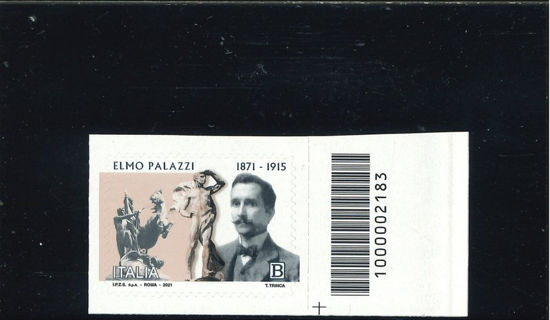 ELMO PALAZZI 1871 - 1915
ITALIA B
I.P.Z.S. S.p.A. - ROMA - 2021 T. TRINCA
1000002183